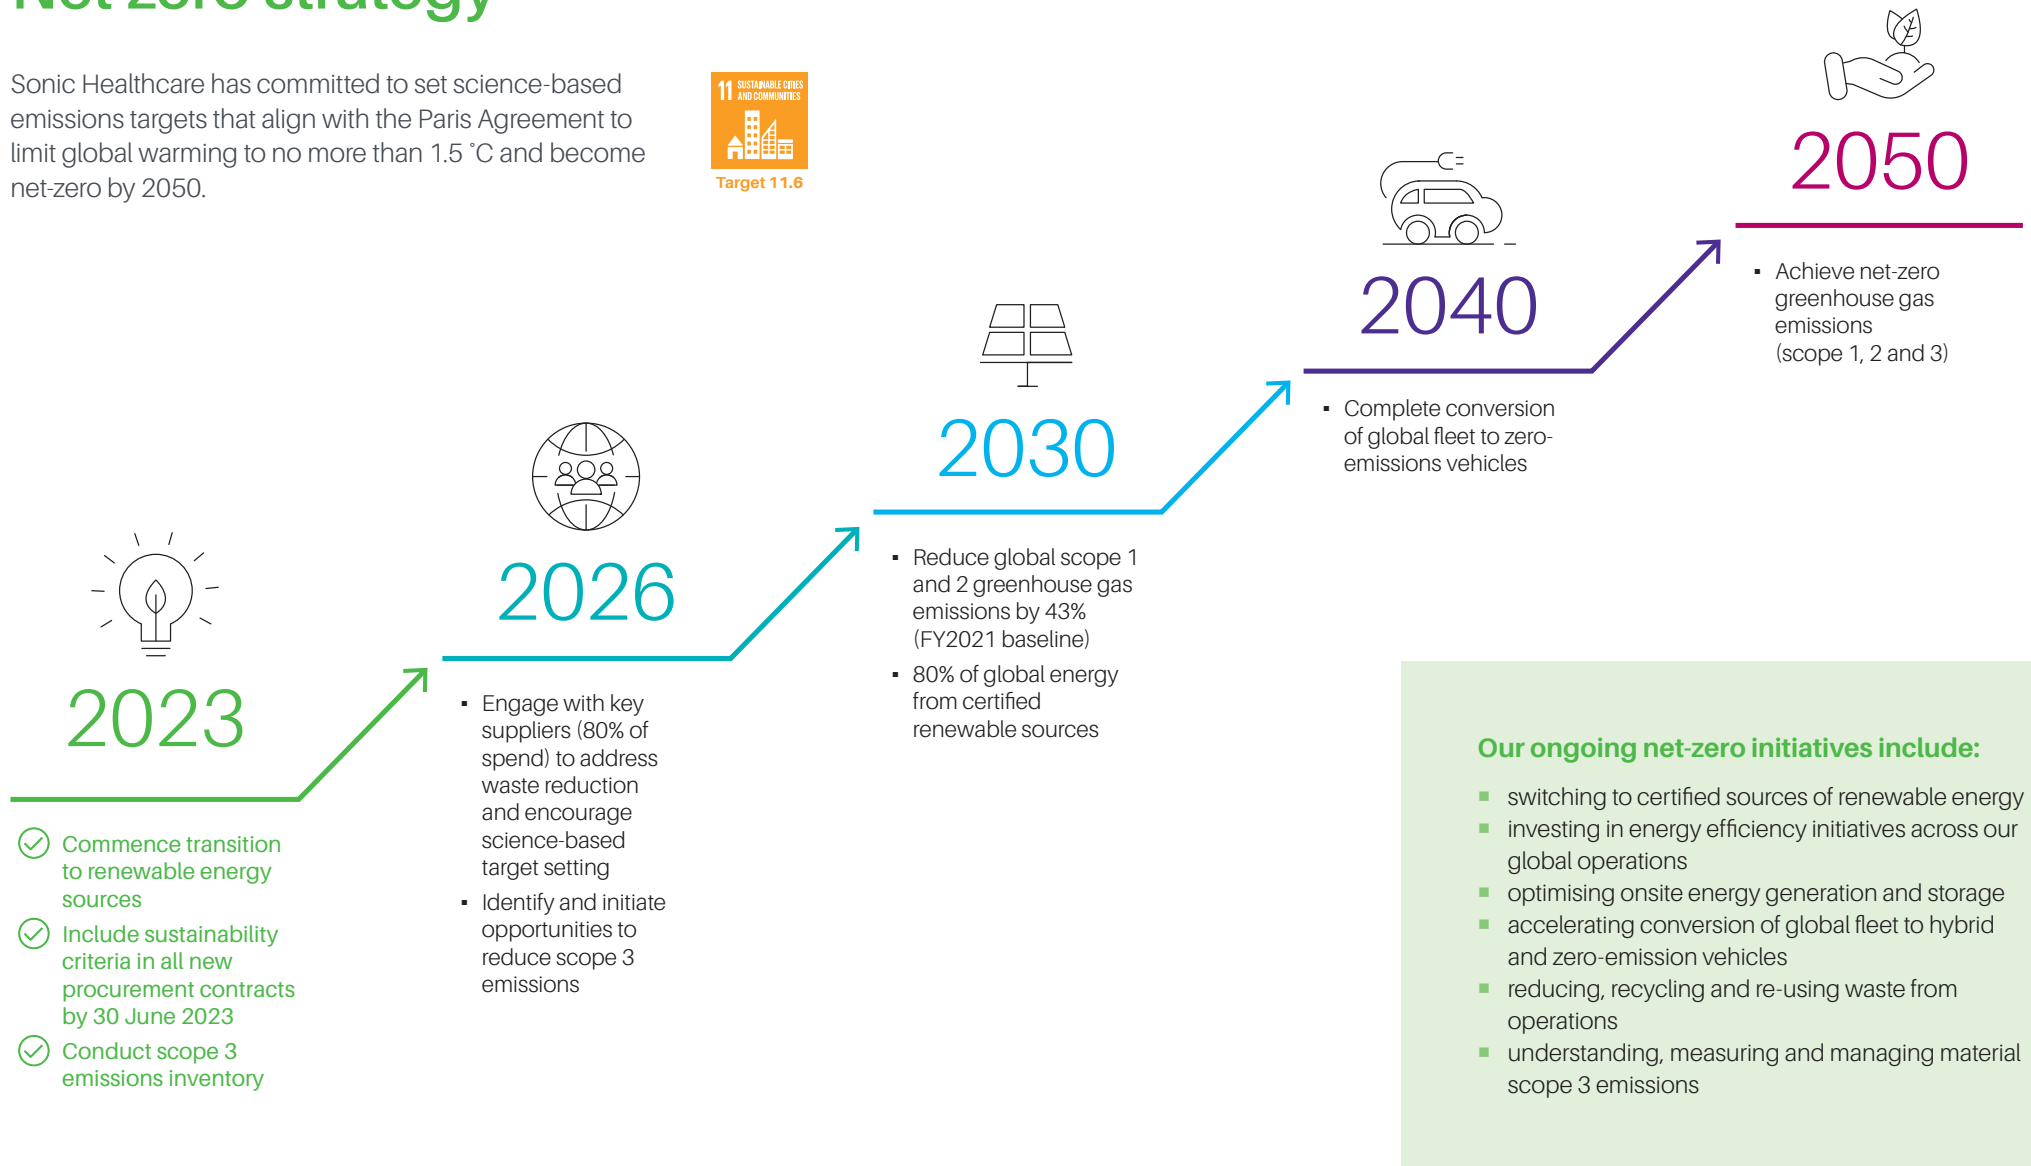 Net zero strategy
Sonic Healthcare has committed to set science-based
emissions targets that align with the Paris Agreement to
limit global warming to no more than 1.5 ˚C and become
net-zero by 2050.
11 SUSTAINABLE CITIES
AND COMMUNITIES
Target 11.6
2023
Commence transition
to renewable energy
sources
Include sustainability
criteria in all new
procurement contracts
by 30 June 2023
Conduct scope 3
emissions inventory
2026
▪ Engage with key
suppliers (80% of
spend) to address
waste reduction
and encourage
science-based
target setting
▪ Identify and initiate
opportunities to
reduce scope 3
emissions
2030
▪ Reduce global scope 1
and 2 greenhouse gas
emissions by 43%
(FY2021 baseline)
▪ 80% of global energy
from certified
renewable sources
2040
▪ Complete conversion
of global fleet to zero-
emissions vehicles
2050
▪ Achieve net-zero
greenhouse gas
emissions
(scope 1, 2 and 3)
Our ongoing net-zero initiatives include:
▪ switching to certified sources of renewable energy
▪ investing in energy efficiency initiatives across our
global operations
▪ optimising onsite energy generation and storage
▪ accelerating conversion of global fleet to hybrid
and zero-emission vehicles
▪ reducing, recycling and re-using waste from
operations
▪ understanding, measuring and managing material
scope 3 emissions